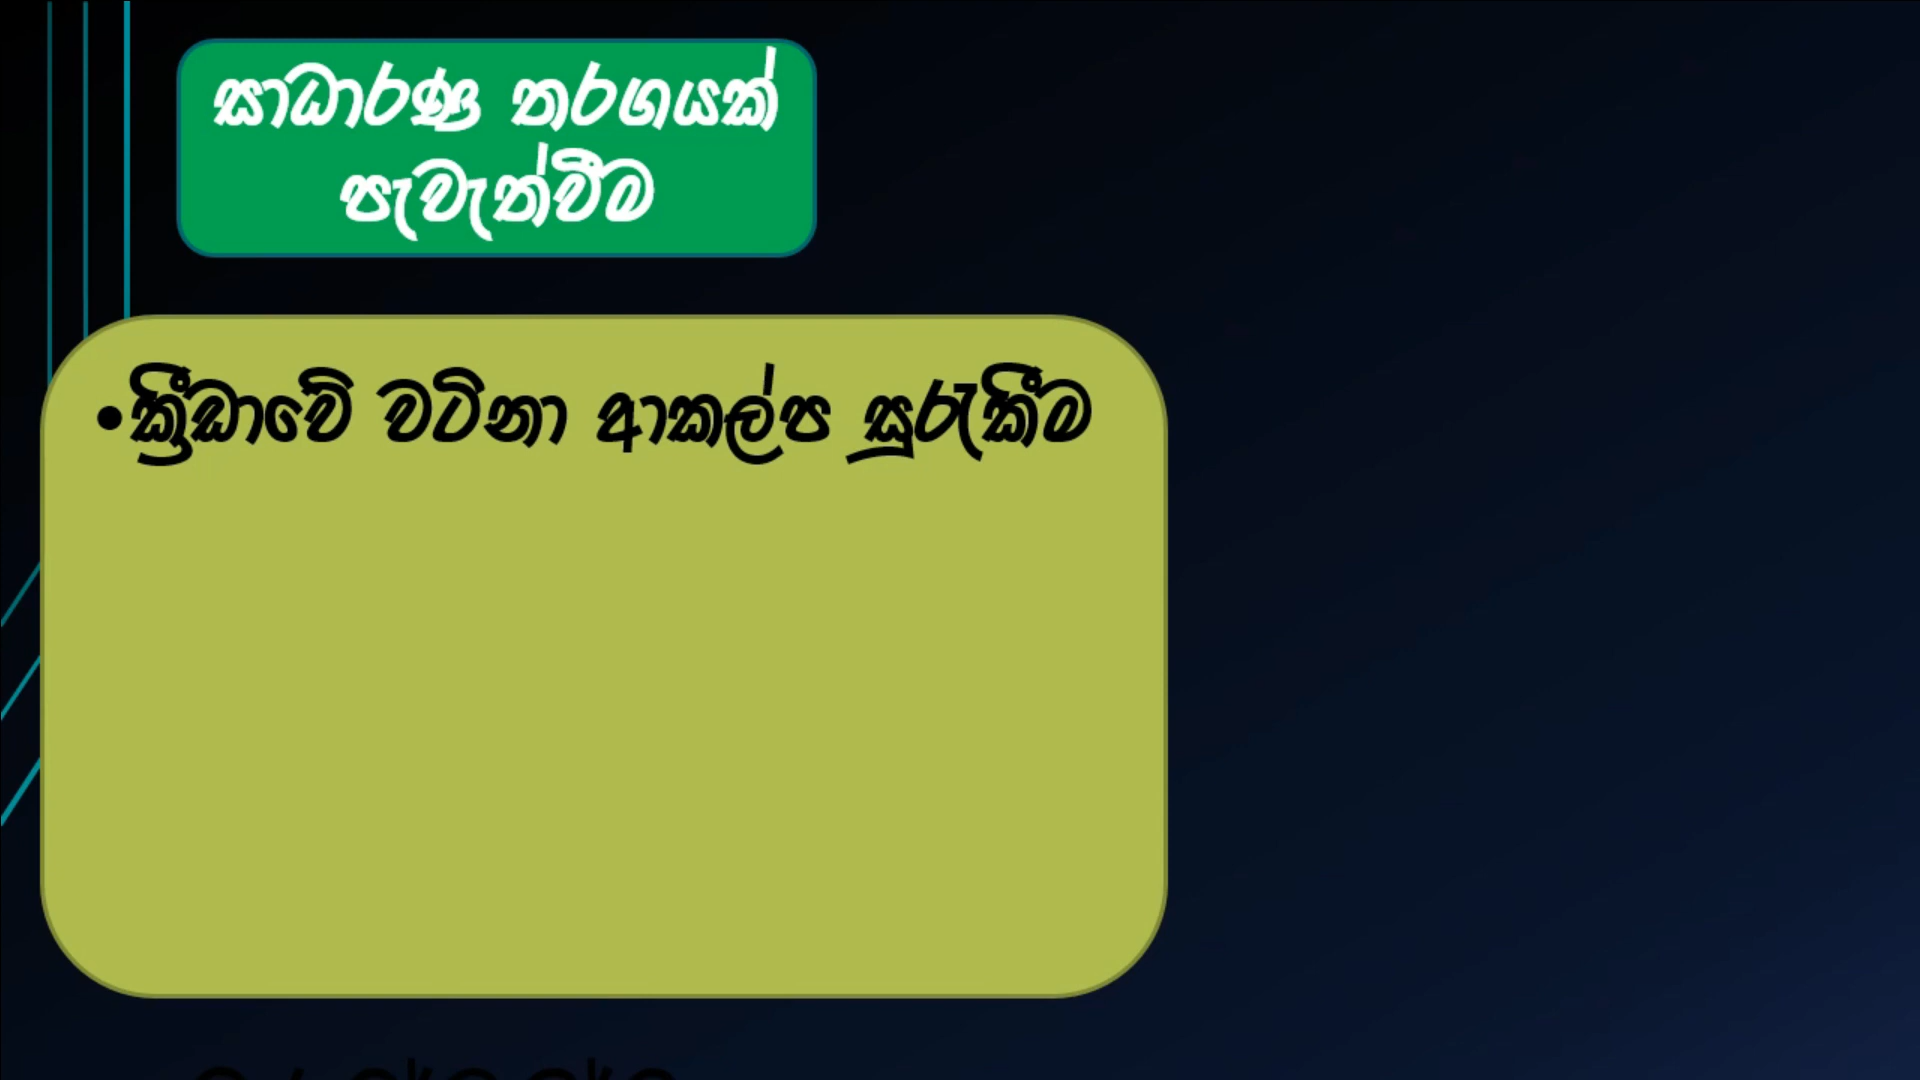 සාධාරණ තරගයක්
පැවැත්වීම
•ක්‍රීඩාවේ වටිනා ආකල්ප සුරැකීම